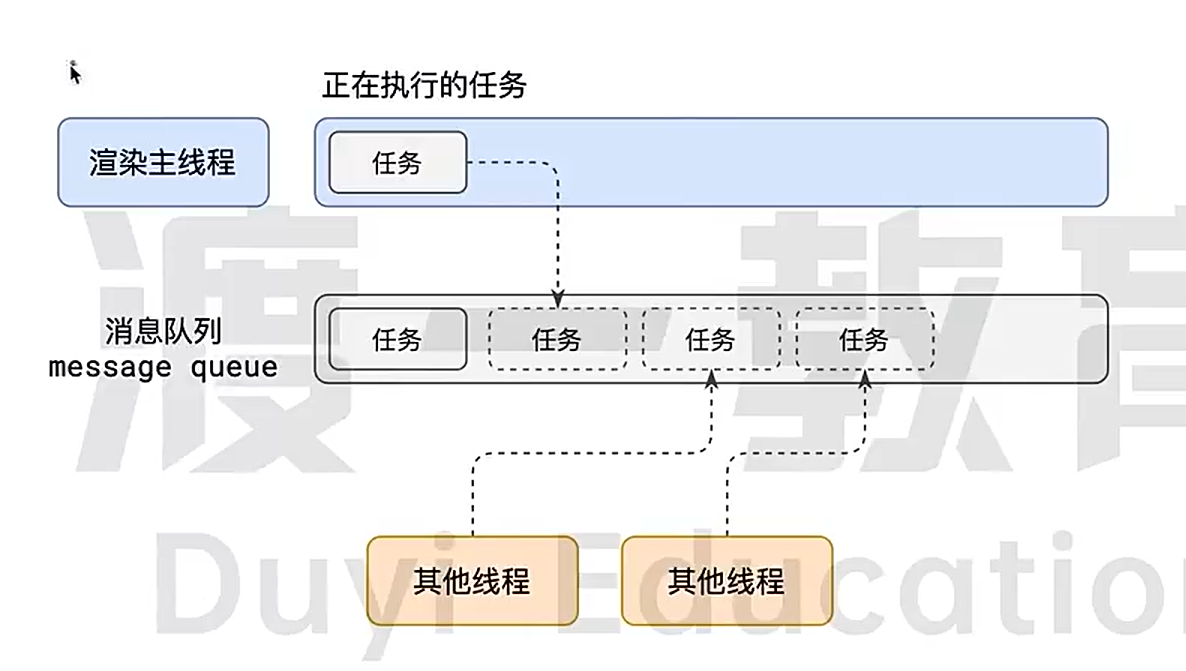 正在执行的任务
渲染主线程
任务
消息队列
message queue
任务
任务
任务
任务
其他线程
其他线程
渡 教育
Duyi Education